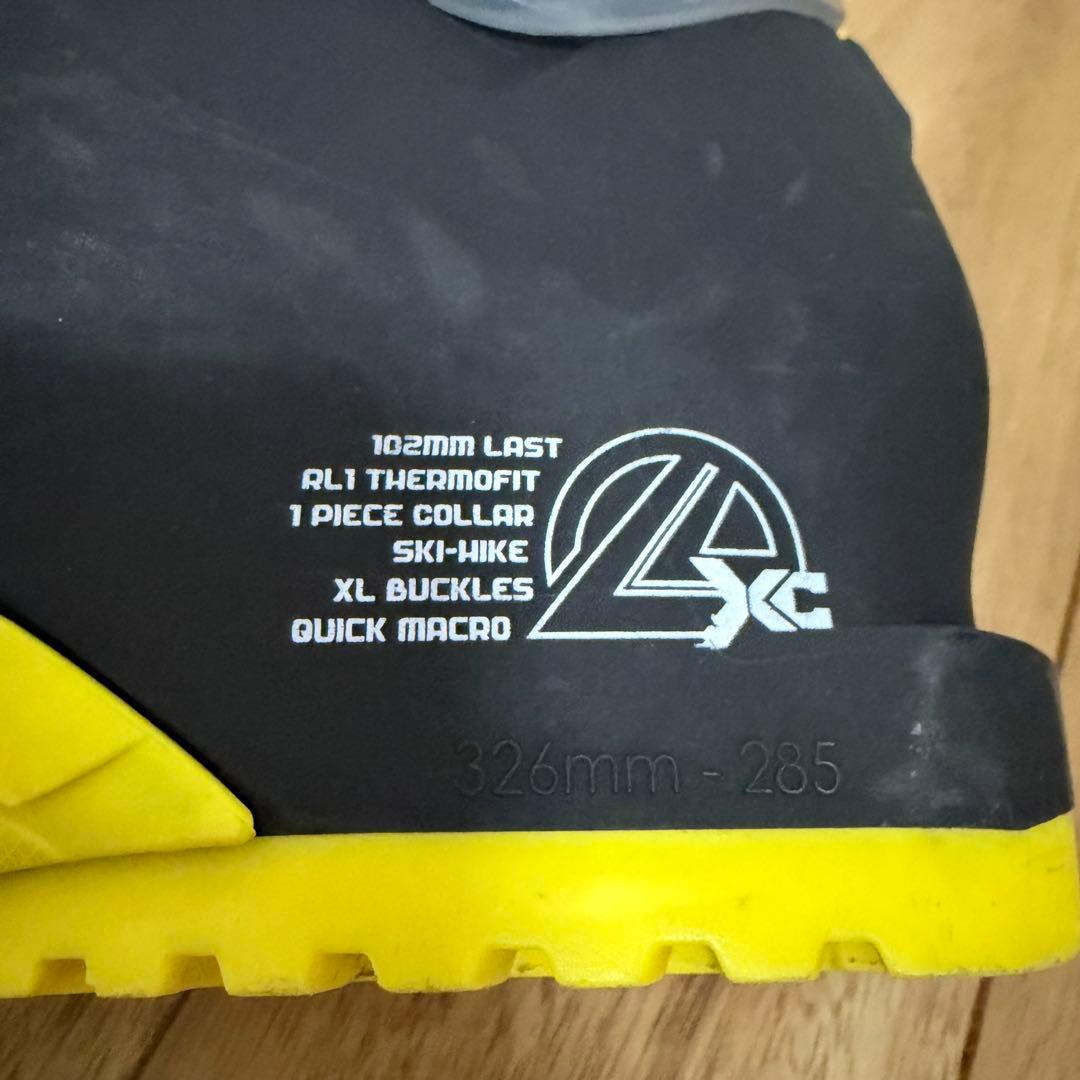 102MM LAST
RL1 THERMOFIT
1 PIECE COLLAR
SKI-HIKE
XL BUCKLES
QUICK MACRO
XC
326mm - 285